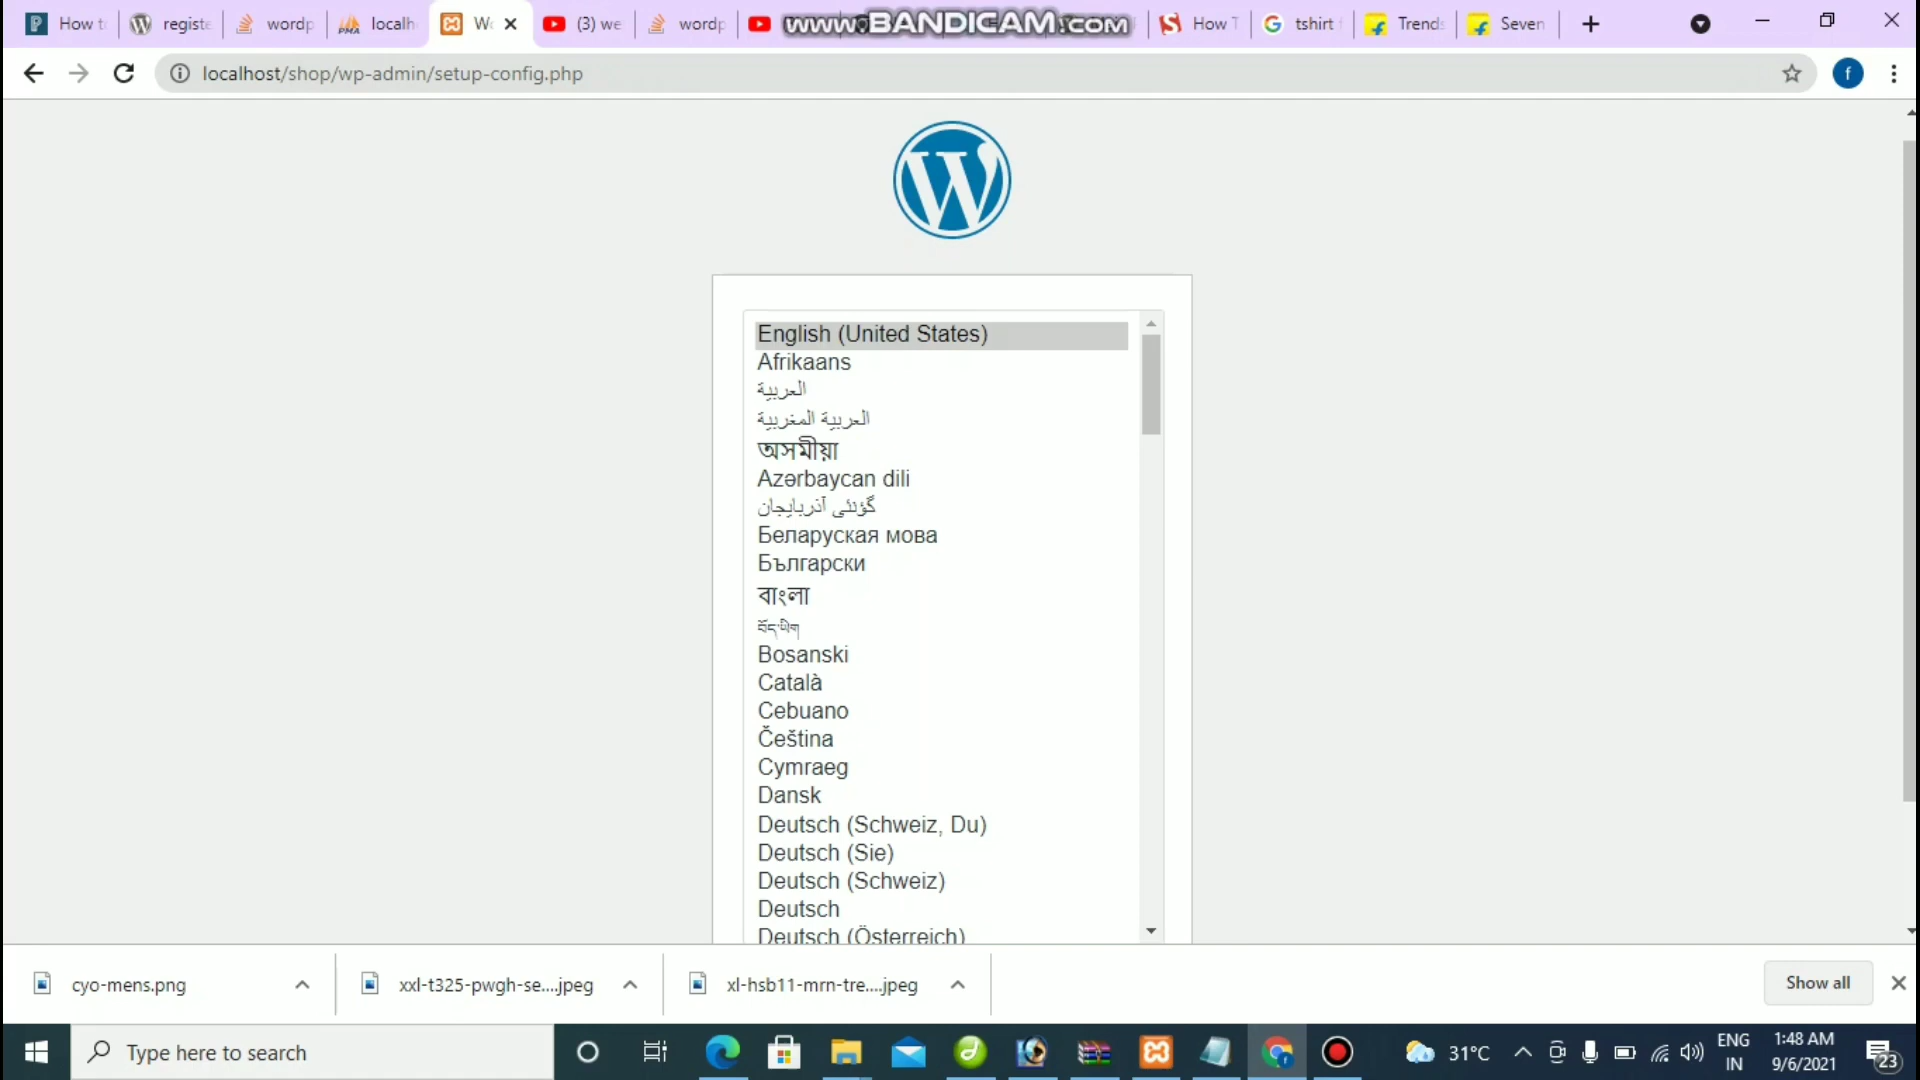 How t
registe
wordp
localh
Wo
(3) we
wordp
www.BANDICAM.com
How T
tshirt
Trends
Seven
localhost/shop/wp-admin/setup-config.php
f
English (United States)
Afrikaans
العربية
العربية المغربية
অসমীয়া
Azərbaycan dili
گؤنئی آذربایجان
Беларуская мова
Български
বাংলা
བོད་ཡིག
Bosanski
Català
Cebuano
Čeština
Cymraeg
Dansk
Deutsch (Schweiz, Du)
Deutsch (Sie)
Deutsch (Schweiz)
Deutsch
Deutsch (Österreich)
cyo-mens.png
xxl-t325-pwgh-se....jpeg
xl-hsb11-mrn-tre....jpeg
Show all
Type here to search
31°C
ENG
IN
1:48 AM
9/6/2021
23